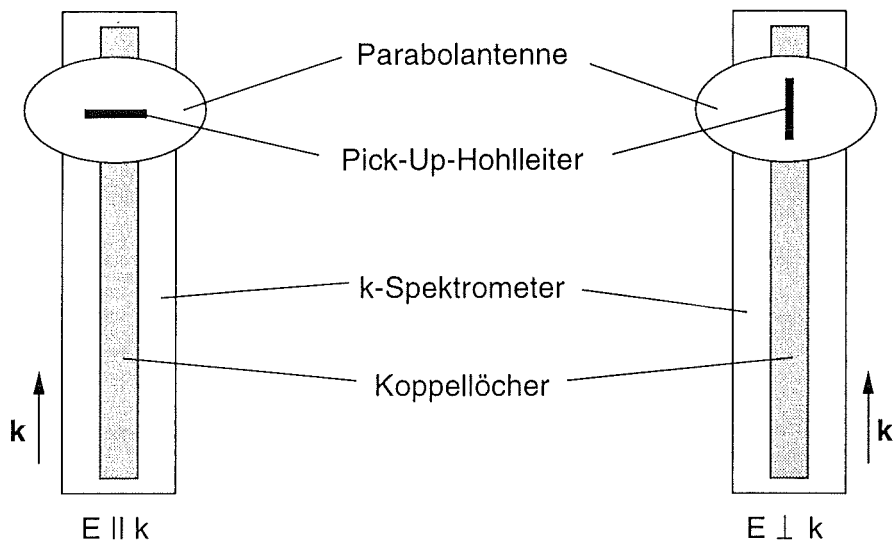 Parabolantenne
Pick-Up-Hohlleiter
k-Spektrometer
Koppellöcher
k
k
E || k
E ⊥ k